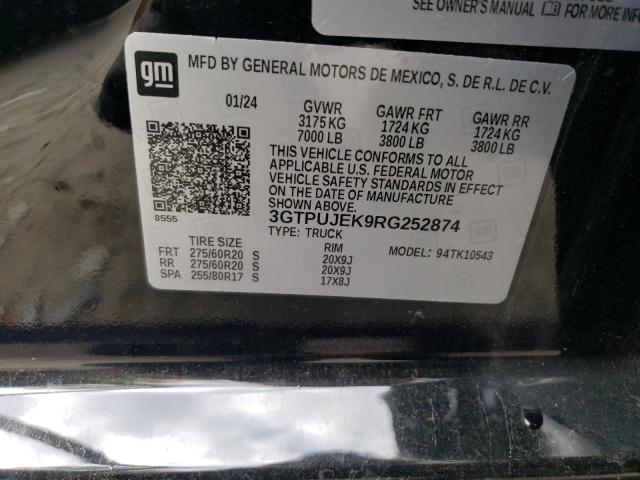 SEE OWNER'S MANUAL FOR MORE INFO
gm
MFD BY GENERAL MOTORS DE MEXICO, S. DE R.L. DE C.V.
01/24 GVWR GAWR FRT GAWR RR
3175 KG 1724 KG 1724 KG
7000 LB 3800 LB 3800 LB
THIS VEHICLE CONFORMS TO ALL
APPLICABLE U.S. FEDERAL MOTOR
VEHICLE SAFETY STANDARDS IN EFFECT
ON THE DATE OF MANUFACTURE
SHOWN ABOVE.
8555 3GTPUJEK9RG252874
TYPE: TRUCK
TIRE SIZE RIM MODEL: 94TK10543
FRT 275/60R20 S 20X9J
RR 275/60R20 S 20X9J
SPA 255/80R17 S 17X8J